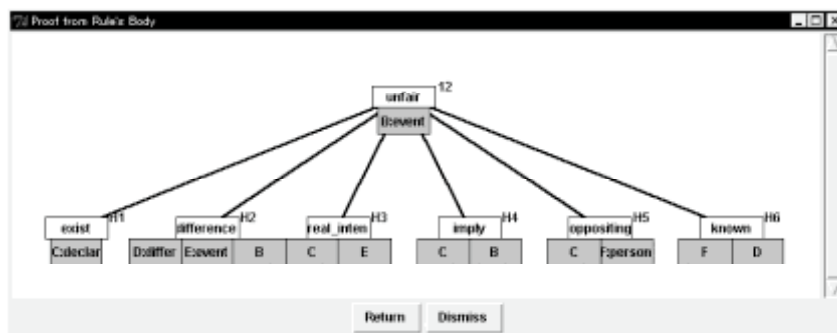 Proof from Rule's Body
unfair 12
B:event
exist H1 difference H2 real_inten H3 imply H4 oppositing H5 known H6
C:declar D:differ E:event B C E C B C F:person F D
Return Dismiss